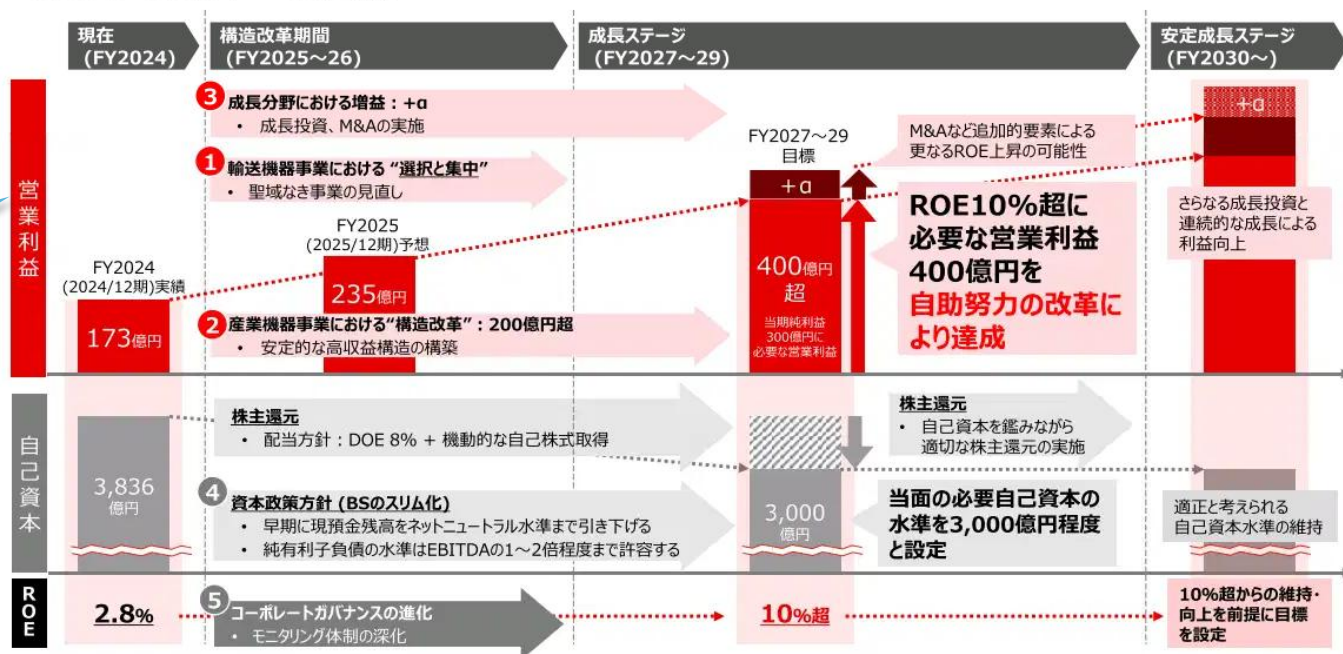 現在
(FY2024)
構造改革期間
(FY2025～26)
成長ステージ
(FY2027～29)
安定成長ステージ
(FY2030～)
営業利益
3 成長分野における増益：+α
• 成長投資、M&Aの実施
1 輸送機器事業における “選択と集中”
• 聖域なき事業の見直し
FY2024
(2024/12期)実績
173億円
FY2025
(2025/12期)予想
235億円
2 産業機器事業における“構造改革”：200億円超
• 安定的な高収益構造の構築
FY2027～29
目標
+α
400億円
超
当期純利益
300億円に
必要な営業利益
M&Aなど追加的要素による
更なるROE上昇の可能性
ROE10%超に
必要な営業利益
400億円を
自助努力の改革に
より達成
+α
さらなる成長投資と
連続的な成長による
利益向上
自己資本
3,836
億円
株主還元
• 配当方針：DOE 8% + 機動的な自己株式取得
4 資本政策方針 (BSのスリム化)
• 早期に現預金残高をネットニュートラル水準まで引き下げる
• 純有利子負債の水準はEBITDAの1～2倍程度まで許容する
3,000
億円
株主還元
• 自己資本を鑑みながら
適切な株主還元の実施
当面の必要自己資本の
水準を3,000億円程度
と設定
適正と考えられる
自己資本水準の維持
ROE
2.8%
5 コーポレートガバナンスの進化
• モニタリング体制の深化
10%超
10%超からの維持・
向上を前提に目標
を設定